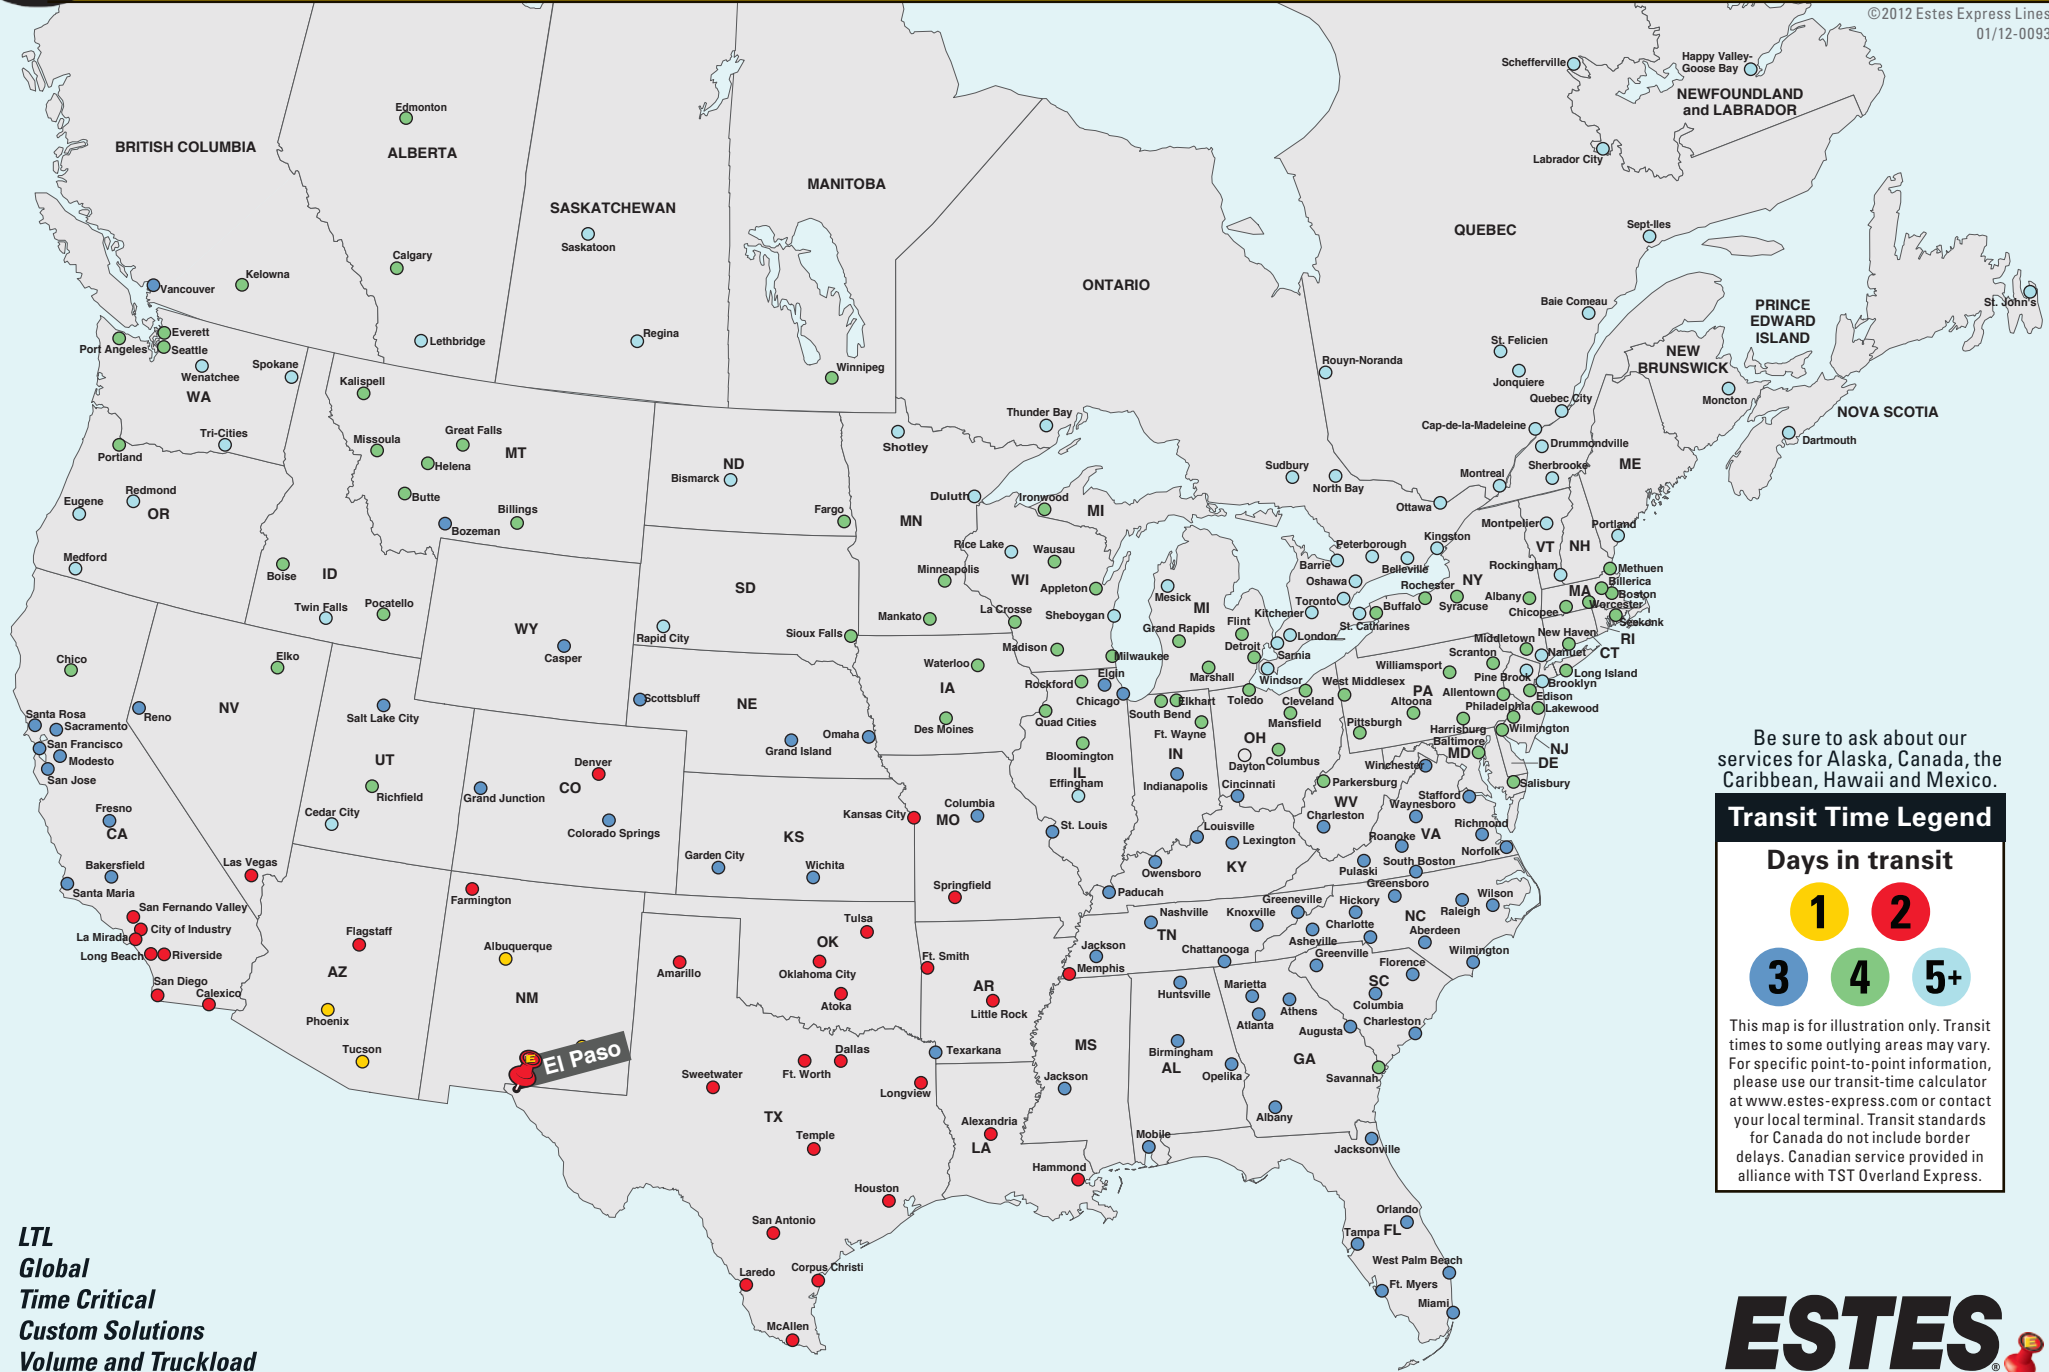 ©2012 Estes Express Lines
01/12-0093
Schefferville
Happy Valley-
Goose Bay
NEWFOUNDLAND
and LABRADOR
Edmonton
BRITISH COLUMBIA
ALBERTA
Labrador City
MANITOBA
SASKATCHEWAN
Saskatoon
QUEBEC
Sept-Iles
Calgary
Kelowna
Vancouver
ONTARIO
Baie Comeau
PRINCE
EDWARD
ISLAND
St. John's
Everett
Port Angeles
Seattle
Lethbridge
Regina
St. Felicien
NEW
BRUNSWICK
Wenatchee
Spokane
Kalispell
Winnipeg
Rouyn-Noranda
Jonquiere
WA
Quebec City
Moncton
NOVA SCOTIA
Thunder Bay
Cap-de-la-Madeleine
Dartmouth
Tri-Cities
Portland
Missoula
Great Falls
MT
Helena
Shotley
Drummondville
ND
Bismarck
Sudbury
North Bay
Montreal
Sherbrooke
ME
Eugene
Redmond
OR
Butte
Bozeman
Billings
Fargo
Duluth
MN
Ironwood
MI
Ottawa
Montpelier
Portland
Medford
Boise
ID
Rice Lake
Wausau
Peterborough
Kingston
VT
NH
Barrie
Belleville
Rockingham
Methuen
SD
Minneapolis
WI
Appleton
Mesick
Oshawa
Rochester
NY
Billerica
MA
Boston
Twin Falls
Pocatello
Mankato
La Crosse
Sheboygan
MI
Toronto
Kitchener
Buffalo
Syracuse
Albany
Chicopee
Worcester
Seekonk
WY
Casper
Rapid City
Sioux Falls
Grand Rapids
Flint
London
St. Catharines
RI
Madison
Milwaukee
Detroit
Sarnia
Middletown
New Haven
Nanuet
CT
Chico
Elko
Waterloo
Marshall
Windsor
Williamsport
Scranton
Long Island
Scottsbluff
NE
IA
Rockford
Elgin
Chicago
West Middlesex
PA
Pine Brook
Brooklyn
Santa Rosa
Sacramento
Reno
NV
Salt Lake City
Des Moines
Quad Cities
South Bend
Elkhart
Toledo
Cleveland
Altoona
Allentown
Edison
Philadelphia
Lakewood
San Francisco
Modesto
San Jose
Grand Island
Omaha
Ft. Wayne
Mansfield
Pittsburgh
Harrisburg
Wilmington
UT
Denver
Bloomington
IN
OH
Dayton
Columbus
Baltimore
MD
NJ
DE
Richfield
Grand Junction
CO
IL
Effingham
Indianapolis
Cincinnati
Parkersburg
Winchester
Salisbury
Fresno
CA
Cedar City
Colorado Springs
Kansas City
MO
Columbia
St. Louis
WV
Charleston
Stafford
Waynesboro
VA
Richmond
KS
Louisville
Lexington
Roanoke
Norfolk
Bakersfield
Las Vegas
Garden City
Wichita
Owensboro
KY
Pulaski
South Boston
Santa Maria
Farmington
Springfield
Paducah
Greensboro
San Fernando Valley
City of Industry
La Mirada
Long Beach
Riverside
Flagstaff
Albuquerque
Tulsa
OK
Nashville
TN
Knoxville
Greeneville
Hickory
Charlotte
NC
Raleigh
Wilson
Asheville
Aberdeen
Wilmington
AZ
Amarillo
Oklahoma City
Ft. Smith
Jackson
Memphis
Chattanooga
Greenville
Florence
San Diego
Calexico
NM
Atoka
AR
Little Rock
Huntsville
Marietta
Athens
SC
Columbia
Phoenix
Atlanta
Augusta
Charleston
Tucson
El Paso
Dallas
Ft. Worth
Texarkana
MS
Birmingham
AL
Opelika
GA
Savannah
Sweetwater
Longview
Jackson
Albany
TX
Temple
Alexandria
LA
Mobile
Jacksonville
Hammond
Houston
San Antonio
Orlando
Tampa
FL
Laredo
Corpus Christi
West Palm Beach
Ft. Myers
McAllen
Miami
Be sure to ask about our
services for Alaska, Canada, the
Caribbean, Hawaii and Mexico.
Transit Time Legend
Days in transit
1 2
3 4 5+
This map is for illustration only. Transit
times to some outlying areas may vary.
For specific point-to-point information,
please use our transit-time calculator
at www.estes-express.com or contact
your local terminal. Transit standards
for Canada do not include border
delays. Canadian service provided in
alliance with TST Overland Express.
LTL
Global
Time Critical
Custom Solutions
Volume and Truckload
ESTES®